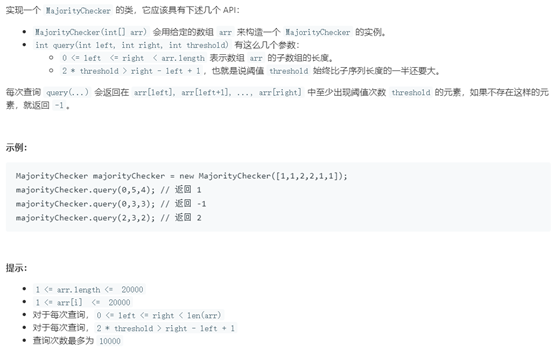 实现一个 MajorityChecker 的类，它应该具有下述几个 API：
• MajorityChecker(int[] arr) 会用给定的数组 arr 来构造一个 MajorityChecker 的实例。
• int query(int left, int right, int threshold) 有这么几个参数：
○ 0 <= left <= right < arr.length 表示数组 arr 的子数组的长度。
○ 2 * threshold > right - left + 1，也就是说阈值 threshold 始终比子序列长度的一半还要大。
每次查询 query(...) 会返回在 arr[left], arr[left+1], ..., arr[right] 中至少出现阈值次数 threshold 的元素，如果不存在这样的元
素，就返回 -1。
示例：
MajorityChecker majorityChecker = new MajorityChecker([1,1,2,2,1,1]);
majorityChecker.query(0,5,4); // 返回 1
majorityChecker.query(0,3,3); // 返回 -1
majorityChecker.query(2,3,2); // 返回 2
提示：
• 1 <= arr.length <= 20000
• 1 <= arr[i] <= 20000
• 对于每次查询，0 <= left <= right < len(arr)
• 对于每次查询，2 * threshold > right - left + 1
• 查询次数最多为 10000